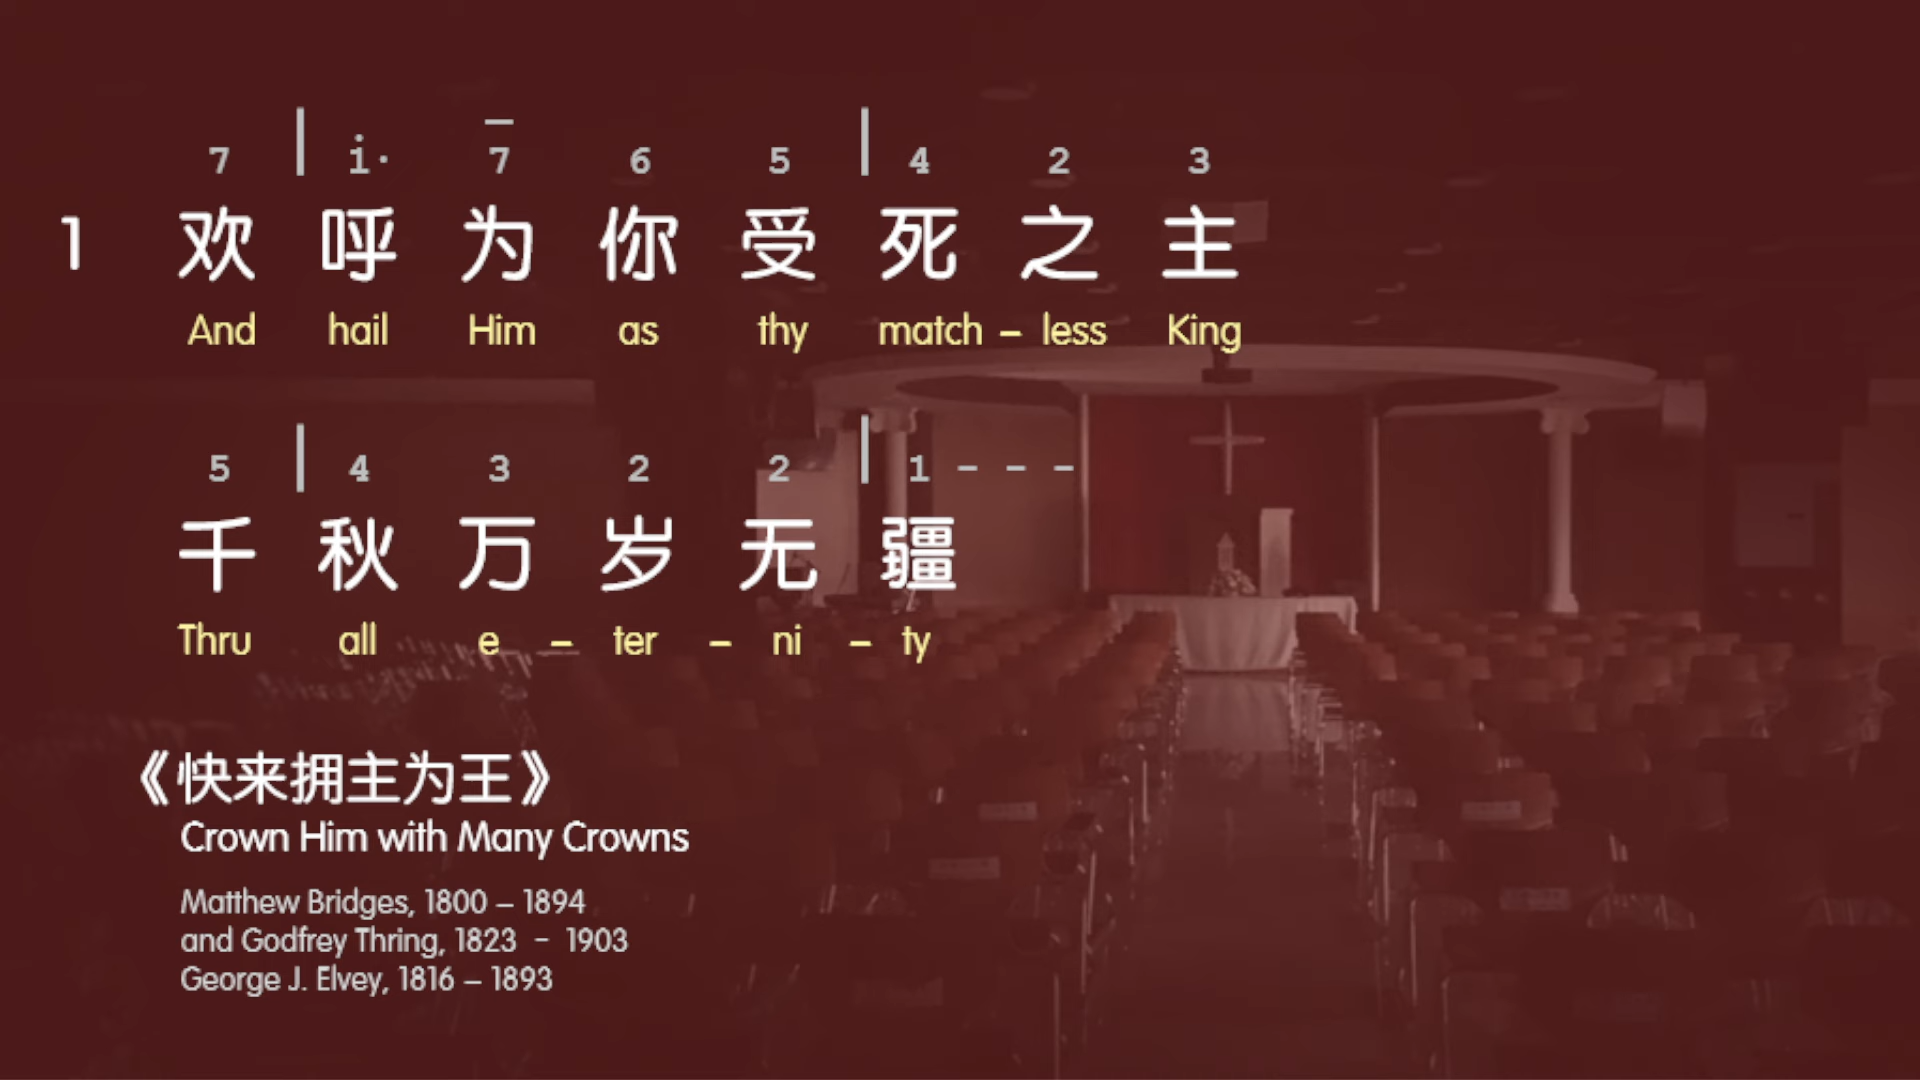 7 | i· 7 6 5 | 4 2 3
1 欢 呼 为 你 受 死 之 主
And hail Him as thy match – less King
5 | 4 3 2 2 | 1 – – –
千 秋 万 岁 无 疆
Thru all e – ter – ni – ty
《快来拥主为王》
Crown Him with Many Crowns
Matthew Bridges, 1800 – 1894
and Godfrey Thring, 1823 – 1903
George J. Elvey, 1816 – 1893